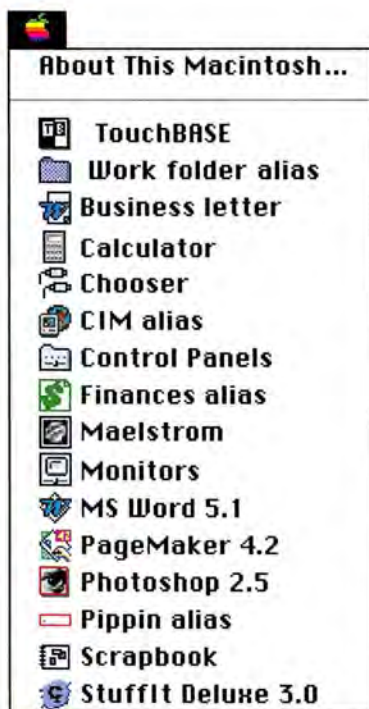 About This Macintosh...
TouchBASE
Work folder alias
Business letter
Calculator
Chooser
CIM alias
Control Panels
Finances alias
Maelstrom
Monitors
MS Word 5.1
PageMaker 4.2
Photoshop 2.5
Pippin alias
Scrapbook
StuffIt Deluxe 3.0